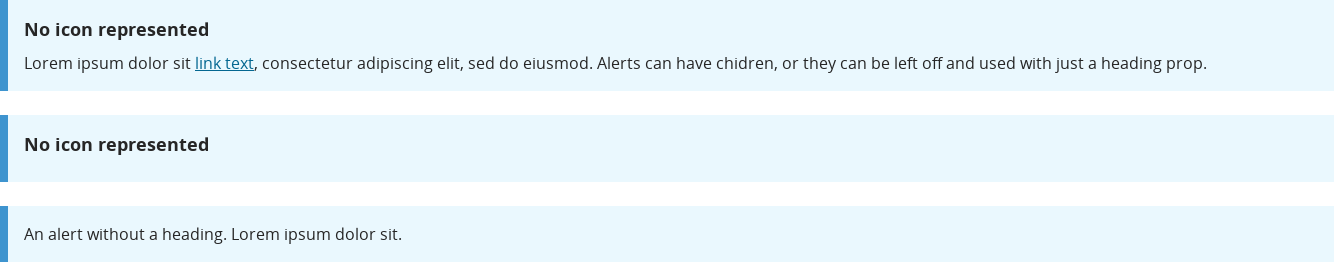 No icon represented
Lorem ipsum dolor sit link text, consectetur adipiscing elit, sed do eiusmod. Alerts can have chidren, or they can be left off and used with just a heading prop.
No icon represented
An alert without a heading. Lorem ipsum dolor sit.